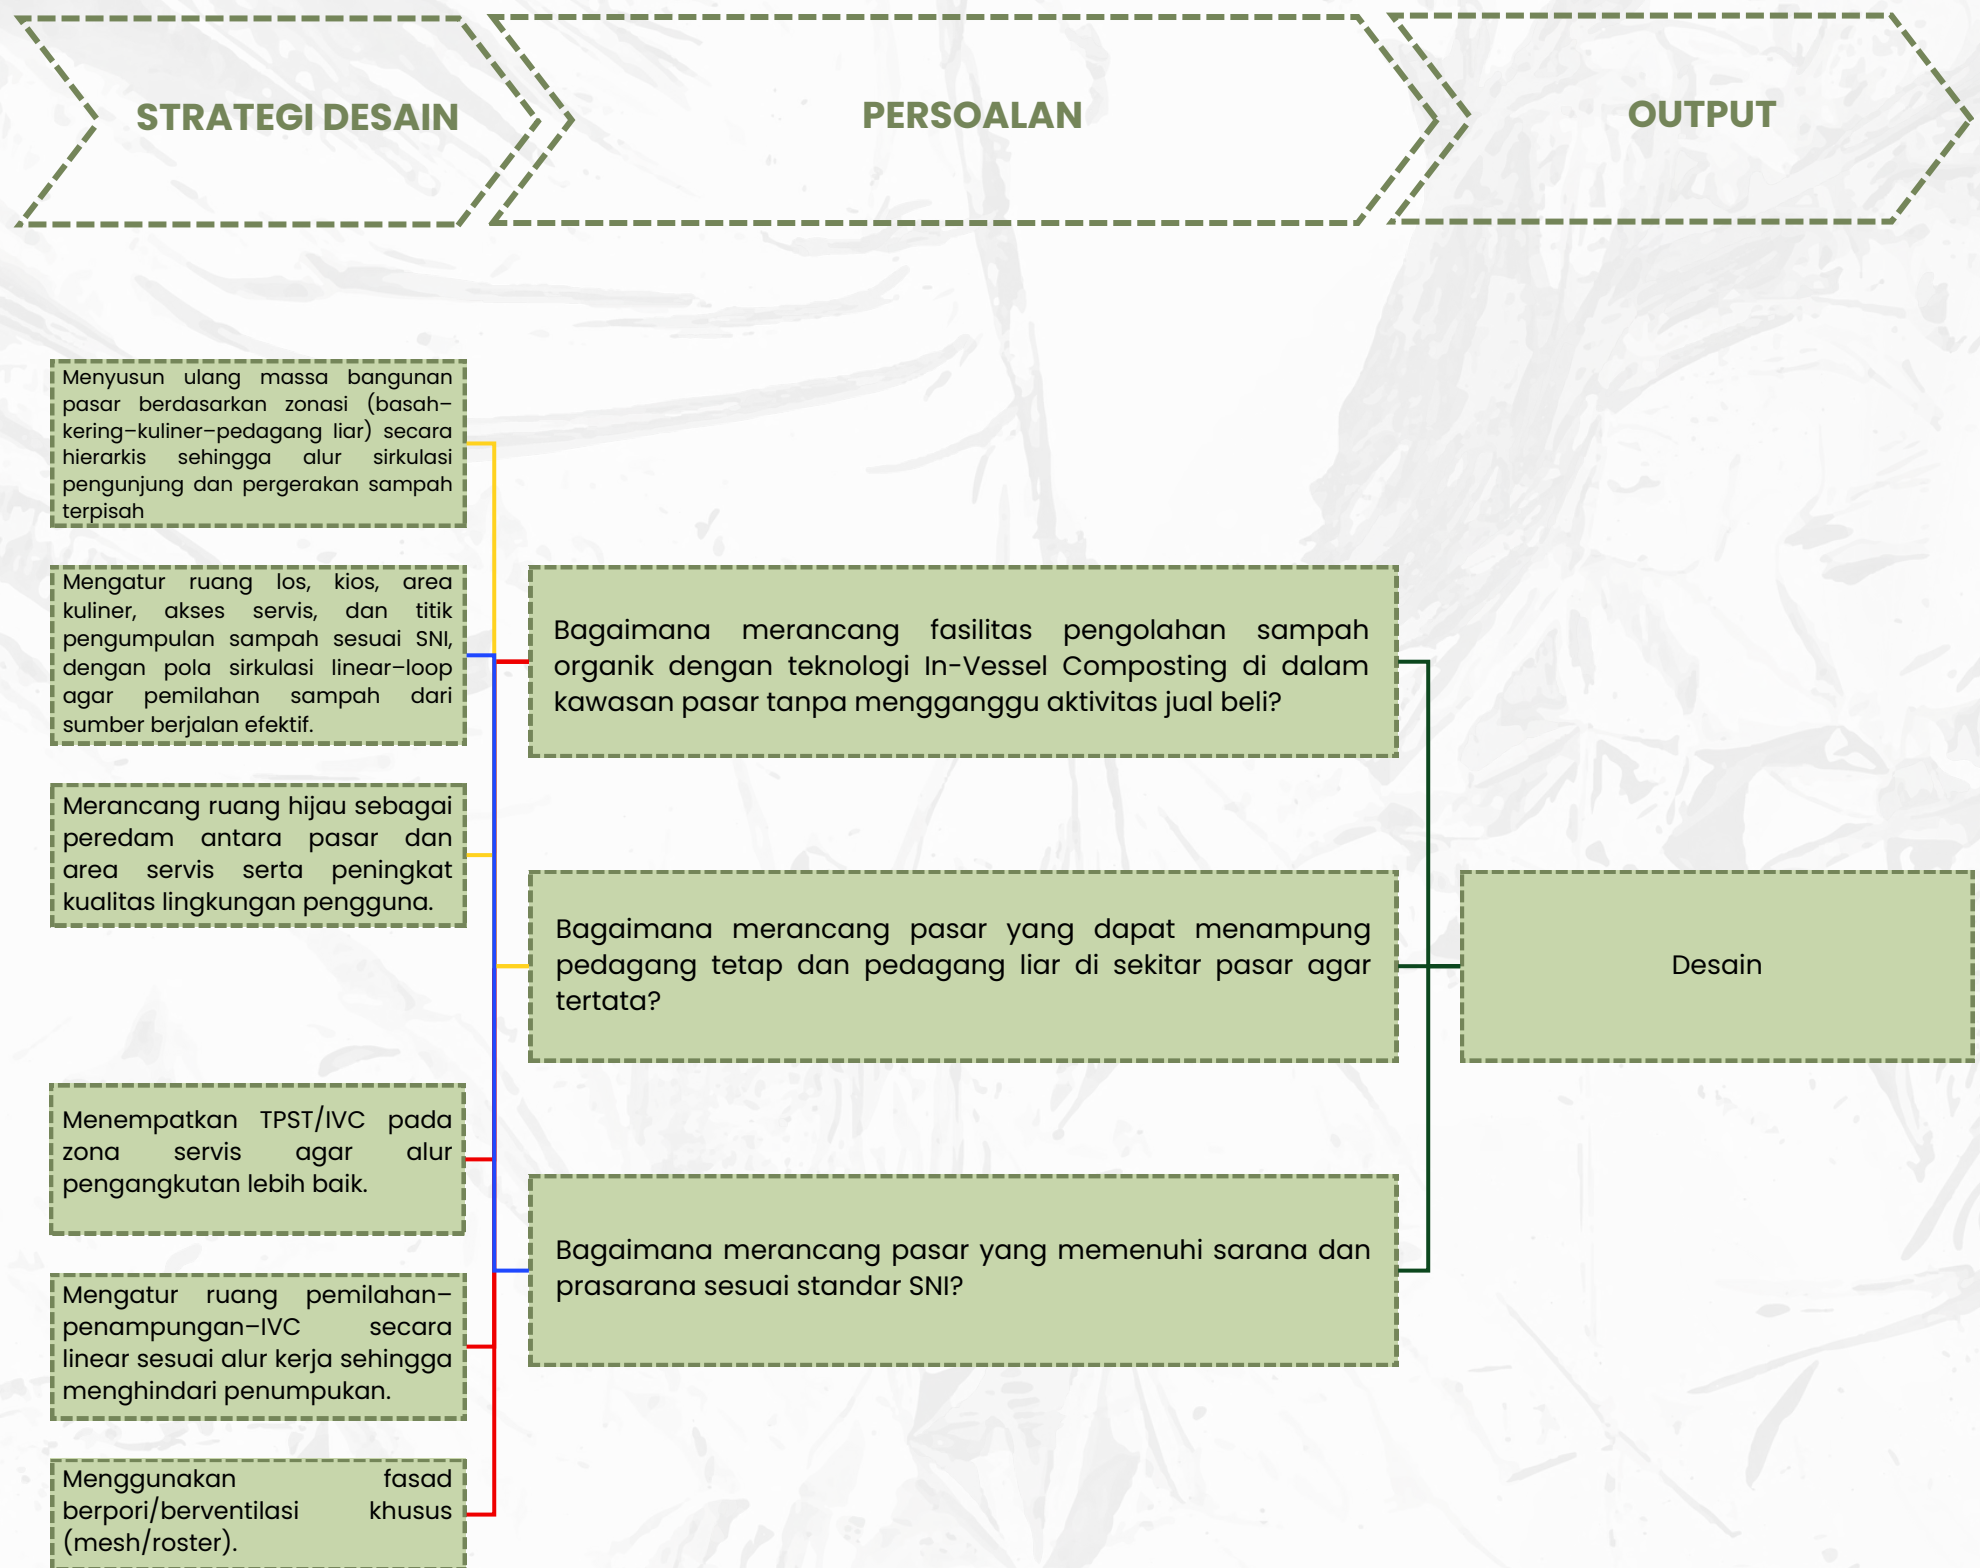 STRATEGI DESAIN
PERSOALAN
OUTPUT
Menyusun ulang massa bangunan
pasar berdasarkan zonasi (basah–
kering–kuliner–pedagang liar) secara
hierarkis sehingga alur sirkulasi
pengunjung dan pergerakan sampah
terpisah
Mengatur ruang los, kios, area
kuliner, akses servis, dan titik
pengumpulan sampah sesuai SNI,
dengan pola sirkulasi linear–loop
agar pemilahan sampah dari
sumber berjalan efektif.
Merancang ruang hijau sebagai
peredam antara pasar dan
area servis serta peningkat
kualitas lingkungan pengguna.
Menempatkan TPST/IVC pada
zona servis agar alur
pengangkutan lebih baik.
Mengatur ruang pemilahan–
penampungan–IVC secara
linear sesuai alur kerja sehingga
menghindari penumpukan.
Menggunakan fasad
berpori/berventilasi khusus
(mesh/roster).
Bagaimana merancang fasilitas pengolahan sampah
organik dengan teknologi In-Vessel Composting di dalam
kawasan pasar tanpa mengganggu aktivitas jual beli?
Bagaimana merancang pasar yang dapat menampung
pedagang tetap dan pedagang liar di sekitar pasar agar
tertata?
Bagaimana merancang pasar yang memenuhi sarana dan
prasarana sesuai standar SNI?
Desain